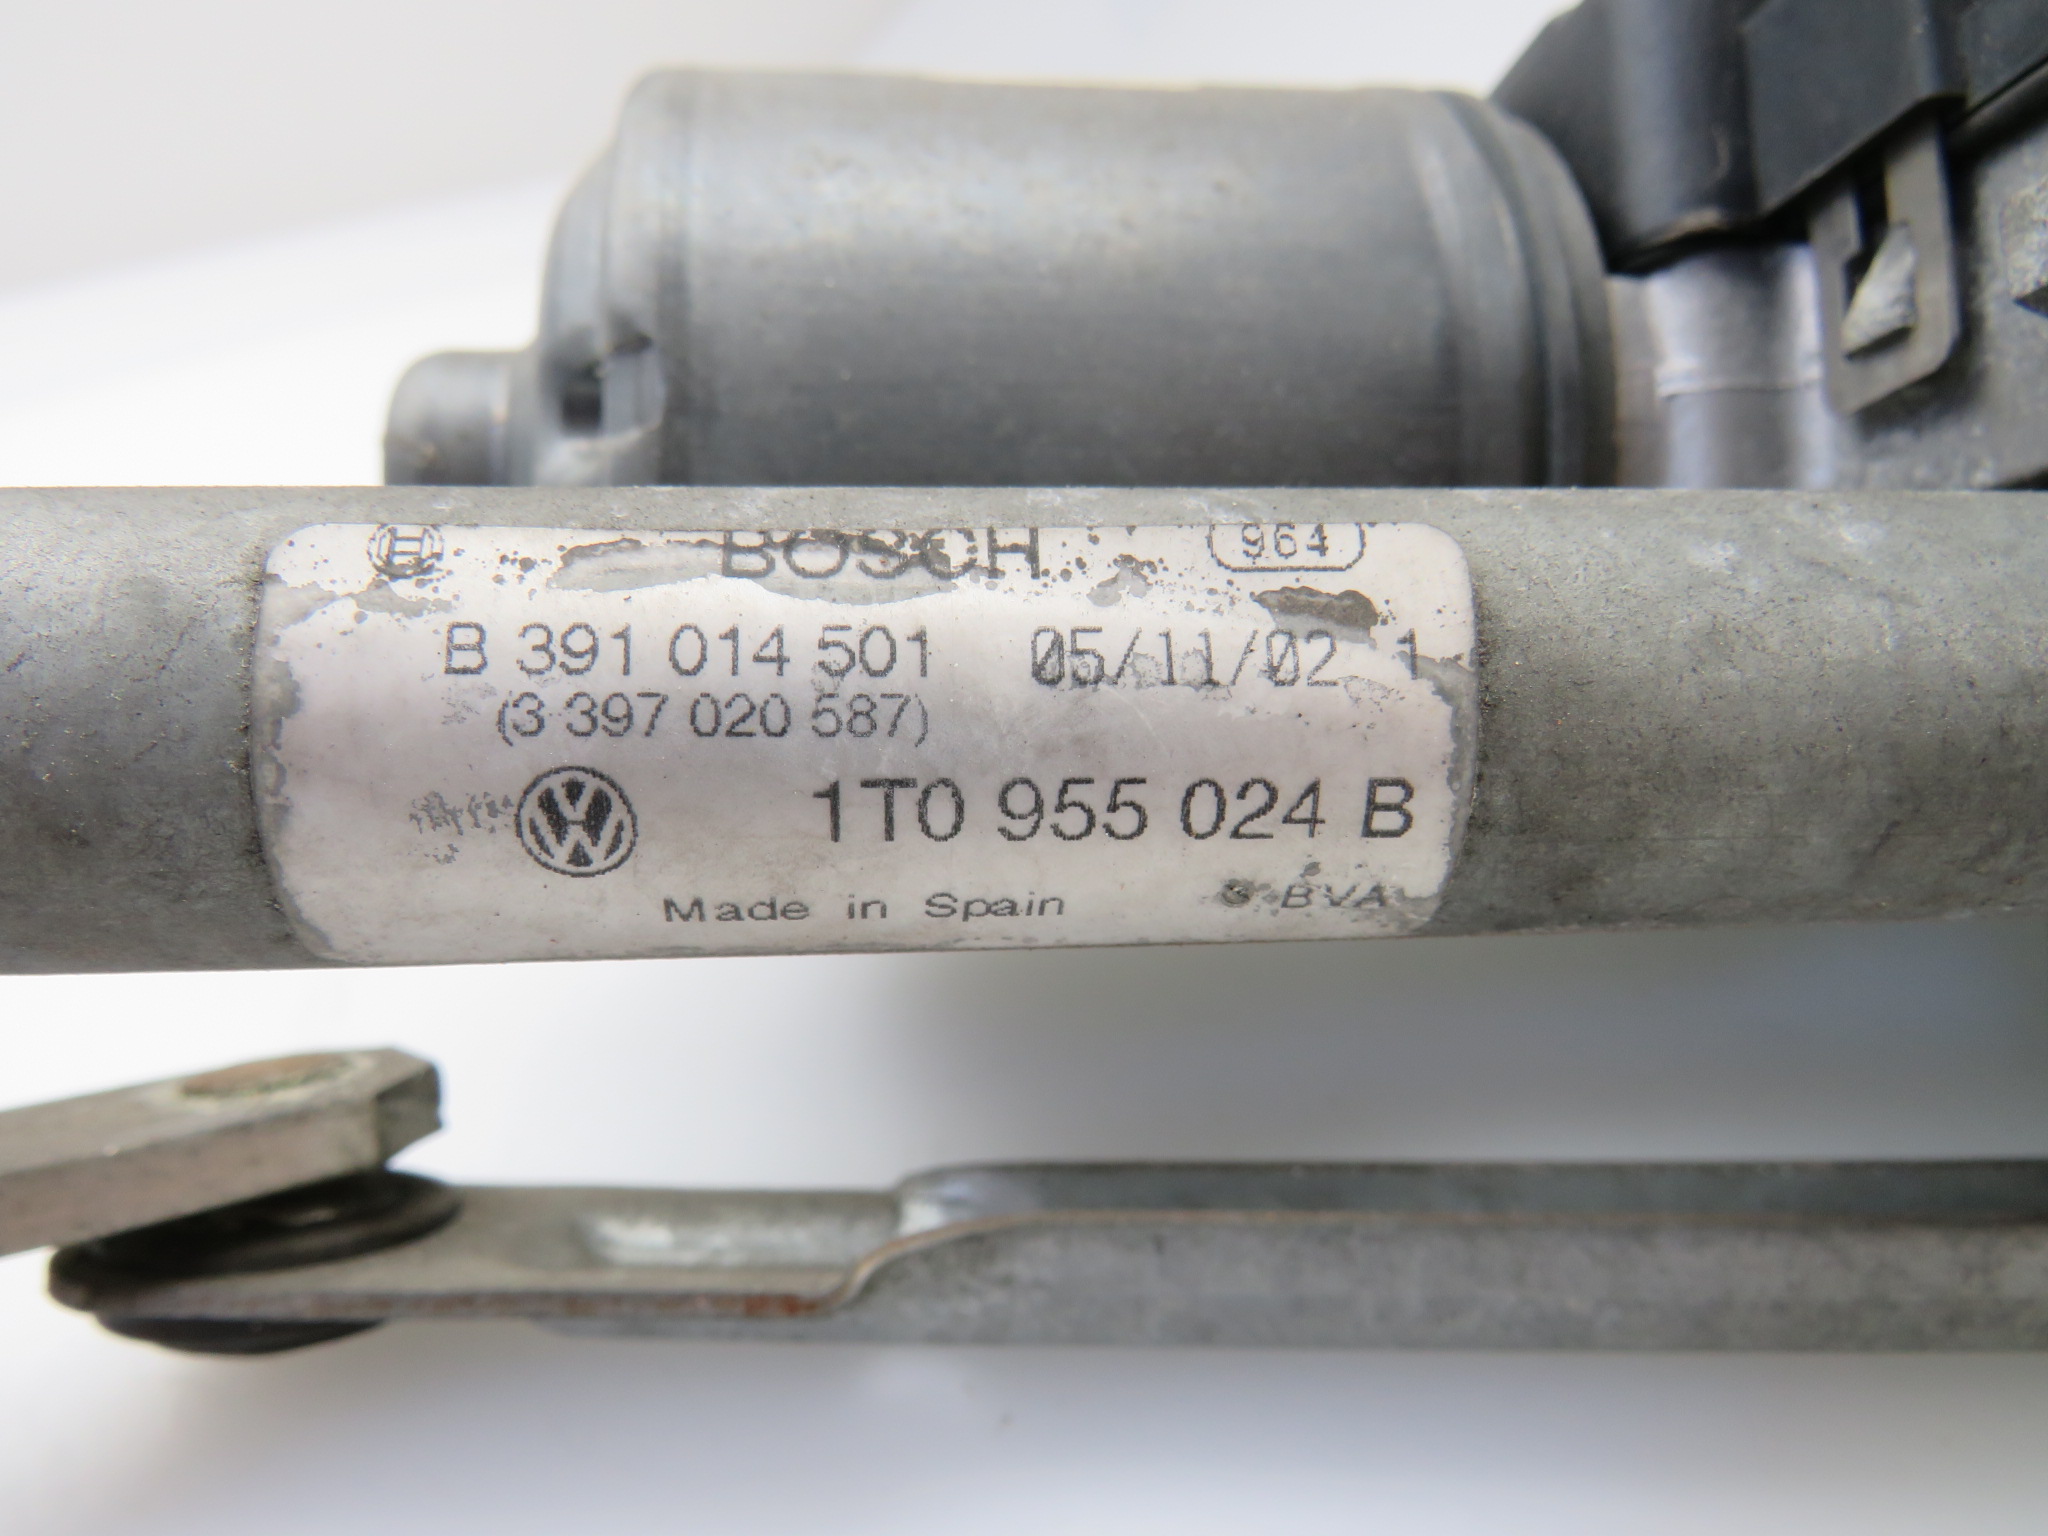 BOSCH 964
B 391 014 501 05/11/02 1
(3 397 020 587)
1T0 955 024 B
Made in Spain BVA